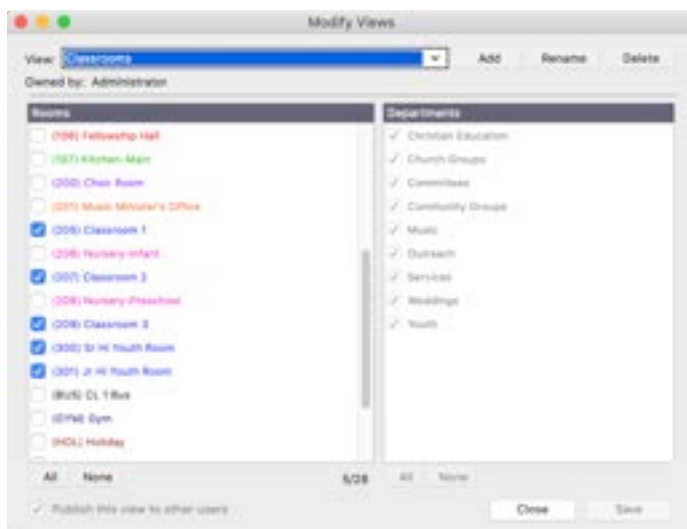 Modify Views
View: Classrooms Add Rename Delete
Owned by: Administrator
Rooms
(106) Fellowship Hall
(107) Kitchen-Main
(200) Choir Room
(201) Music Minister's Office
(205) Classroom 1
(206) Nursery-Infant
(207) Classroom 2
(208) Nursery-Preschool
(209) Classroom 3
(300) Sr Hi Youth Room
(301) Jr Hi Youth Room
(BUS) CL 1 Bus
(GYM) Gym
(HOL) Holiday
All None 5/28
Departments
Christian Education
Church Groups
Committees
Community Groups
Music
Outreach
Services
Weddings
Youth
All None
Publish this view to other users
Close Save